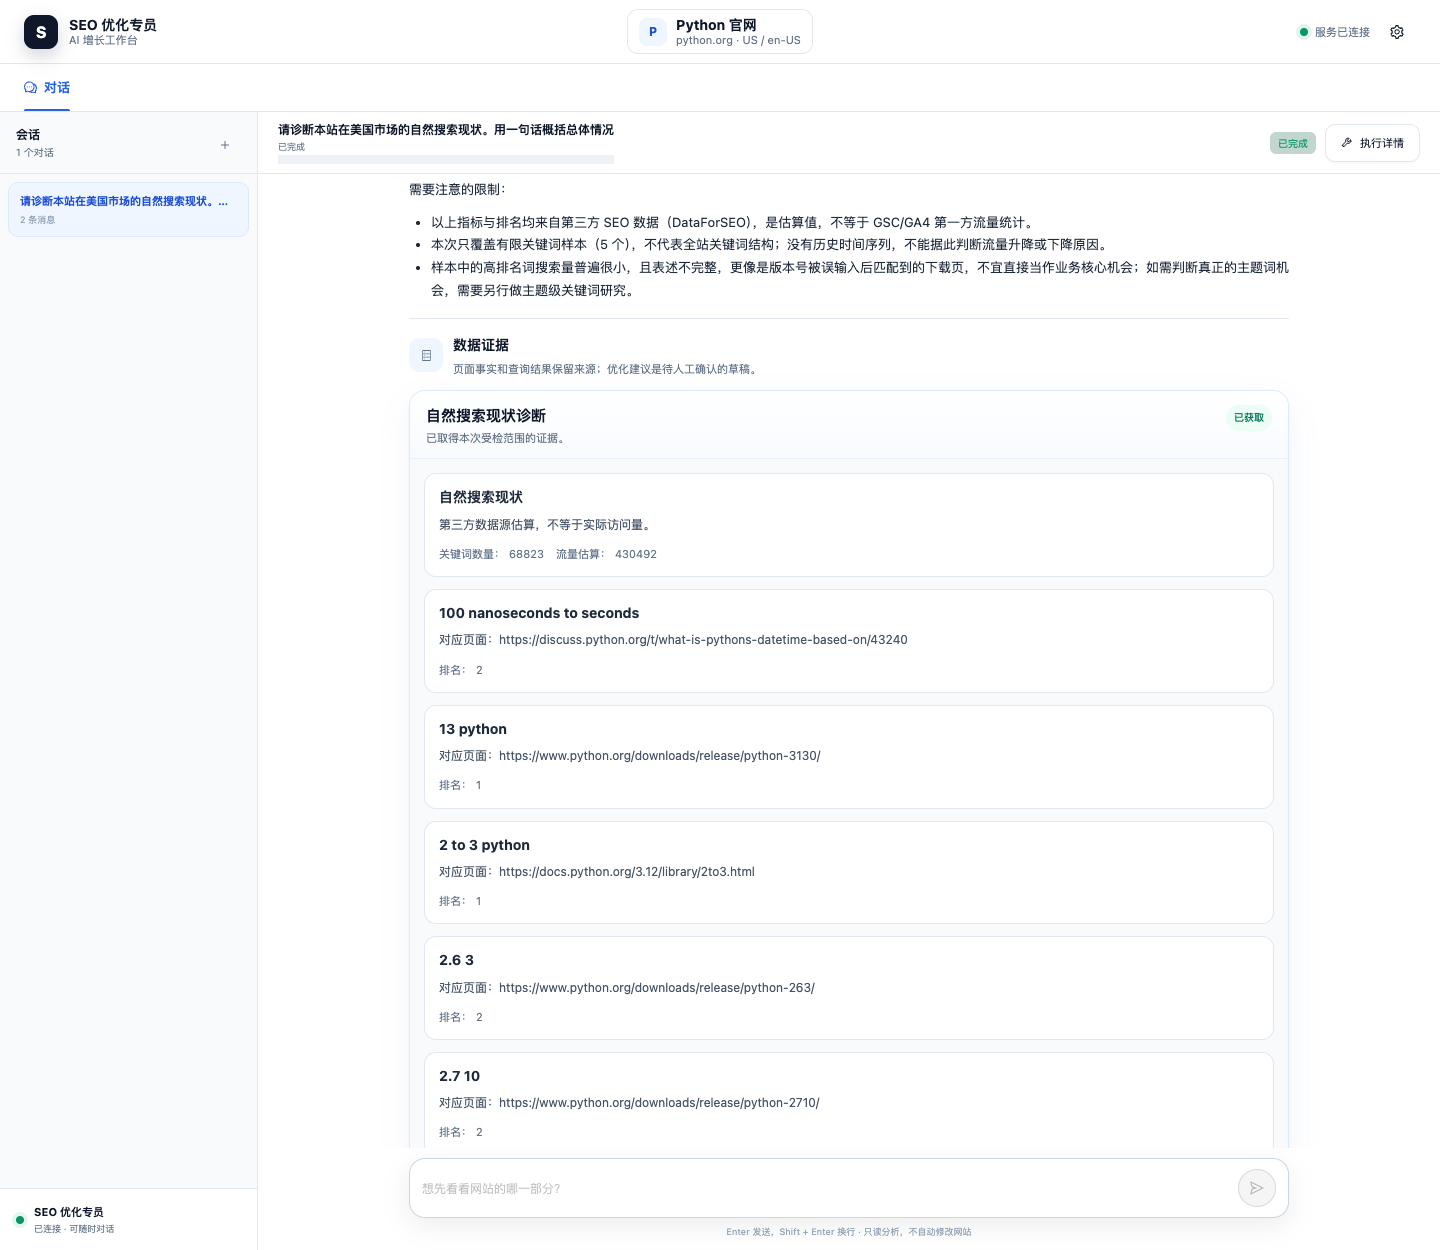 S
SEO 优化专员
AI 增长工作台
P
Python 官网
python.org · US / en-US
服务已连接
对话
会话
1 个对话
请诊断本站在美国市场的自然搜索现状。...
2 条消息
SEO 优化专员
已连接 · 可随时对话
请诊断本站在美国市场的自然搜索现状。用一句话概括总体情况
已完成
已完成
执行详情
需要注意的限制：
• 以上指标与排名均来自第三方 SEO 数据（DataForSEO），是估算值，不等于 GSC/GA4 第一方流量统计。
• 本次只覆盖有限关键词样本（5 个），不代表全站关键词结构；没有历史时间序列，不能据此判断流量升降或下降原因。
• 样本中的高排名词搜索量普遍很小，且表述不完整，更像是版本号被误输入后匹配到的下载页，不宜直接当作业务核心机会；如需判断真正的主题词机
会，需要另行做主题级关键词研究。
数据证据
页面事实和查询结果保留来源；优化建议是待人工确认的草稿。
自然搜索现状诊断
已取得本次受检范围的证据。
已获取
自然搜索现状
第三方数据源估算，不等于实际访问量。
关键词数量： 68823 流量估算： 430492
100 nanoseconds to seconds
对应页面：https://discuss.python.org/t/what-is-pythons-datetime-based-on/43240
排名： 2
13 python
对应页面：https://www.python.org/downloads/release/python-3130/
排名： 1
2 to 3 python
对应页面：https://docs.python.org/3.12/library/2to3.html
排名： 1
2.6 3
对应页面：https://www.python.org/downloads/release/python-263/
排名： 2
2.7 10
对应页面：https://www.python.org/downloads/release/python-2710/
排名： 2
想先看看网站的哪一部分？
Enter 发送，Shift + Enter 换行 · 只读分析，不自动修改网站